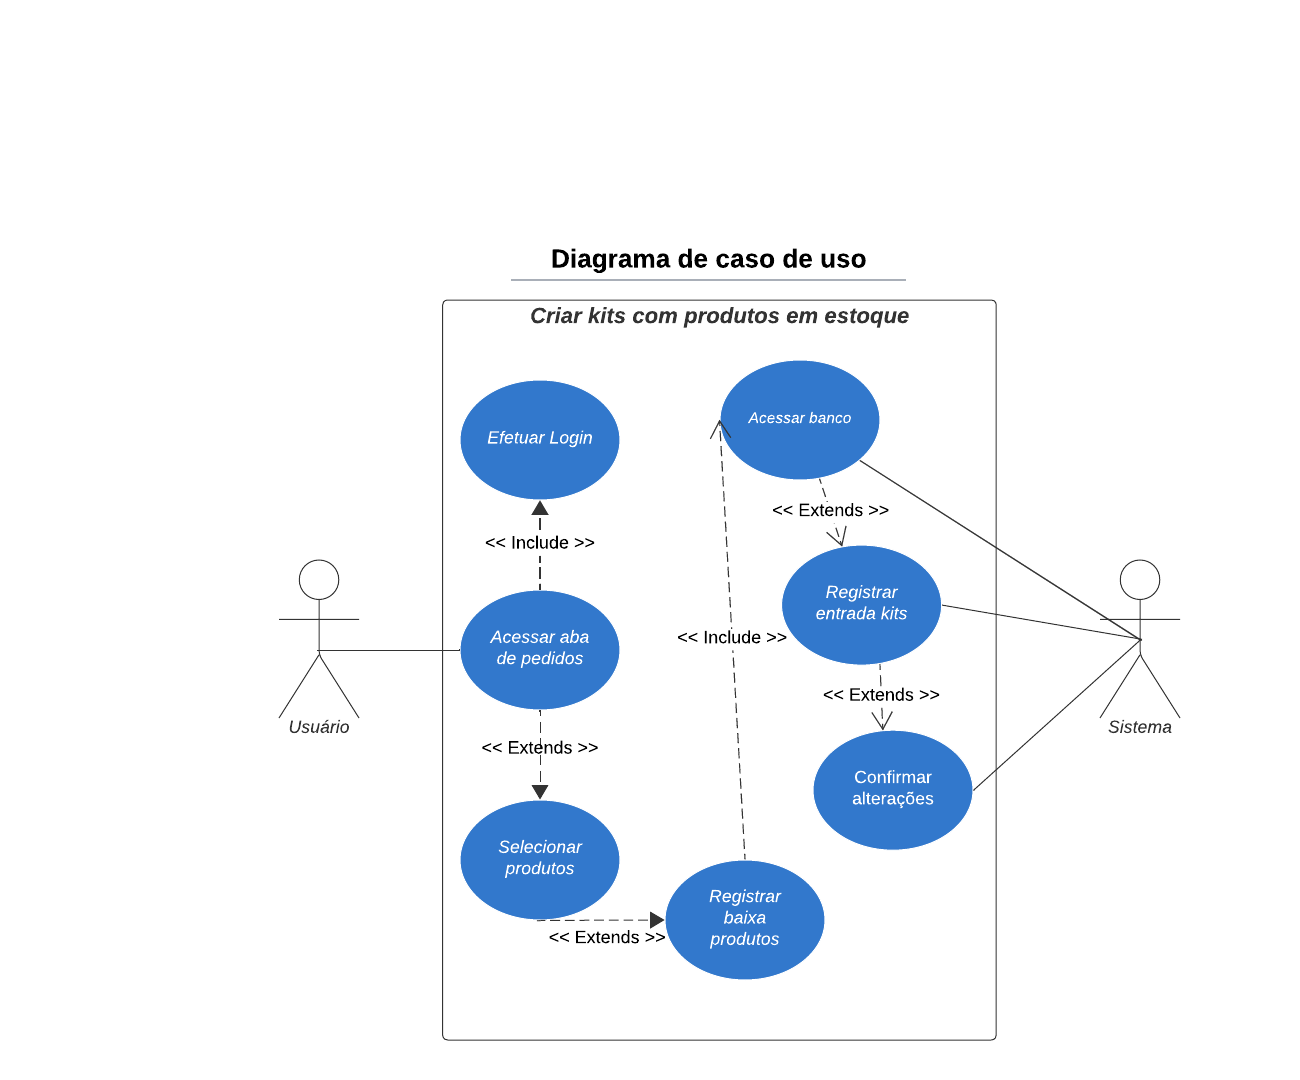 Diagrama de caso de uso
Criar kits com produtos em estoque
Efetuar Login
Acessar banco
<< Extends >>
<< Include >>
Registrar
entrada kits
Acessar aba
de pedidos
<< Include >>
<< Extends >>
Usuário
Sistema
<< Extends >>
Confirmar
alterações
Selecionar
produtos
Registrar
baixa
produtos
<< Extends >>